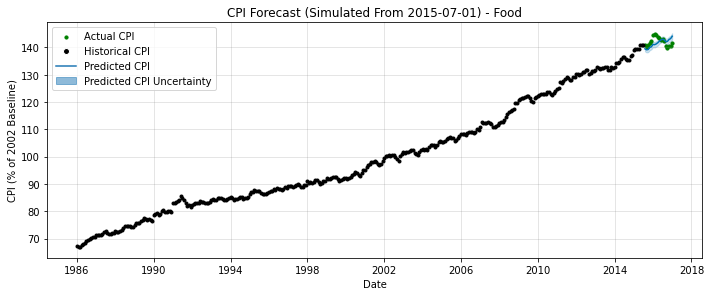 CPI Forecast (Simulated From 2015-07-01) - Food
Actual CPI
Historical CPI
Predicted CPI
Predicted CPI Uncertainty
CPI (% of 2002 Baseline)
140
130
120
110
100
90
80
70
1986
1990
1994
1998
2002
2006
2010
2014
2018
Date